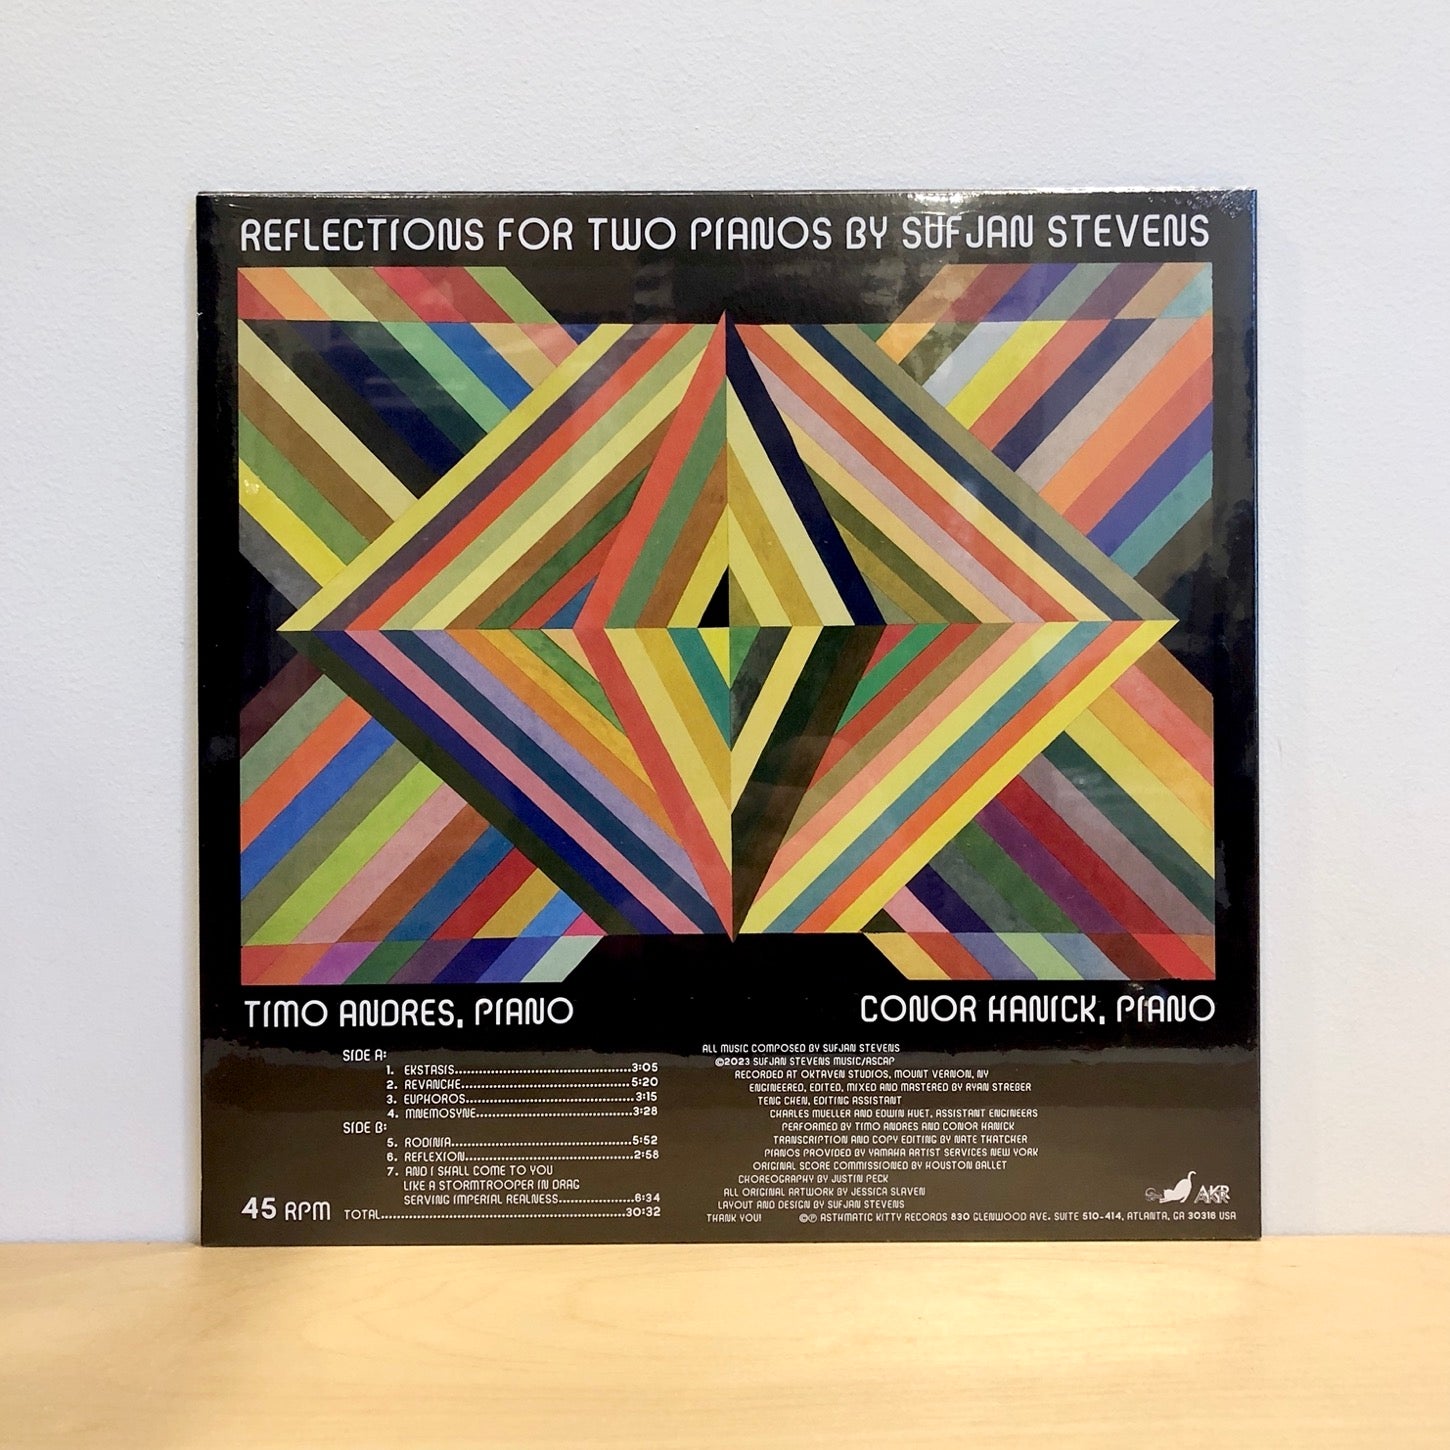 REFLECTIONS FOR TWO PIANOS BY SUFJAN STEVENS
TIMO ANDRES, PIANO
CONOR HANICK, PIANO
SIDE A:
1. EKSTASIS..........................................3:05
2. REVANCHE.........................................5:20
3. EUPHOROS........................................3:15
4. MNEMOSYNE.....................................3:28
SIDE B:
5. RODINIA...........................................5:52
6. REFLEXION........................................2:58
7. AND I SHALL COME TO YOU
LIKE A STORMTROOPER IN DRAG
SERVING IMPERIAL REALNESS..................6:34
TOTAL...........................................................30:32
45 RPM
ALL MUSIC COMPOSED BY SUFJAN STEVENS
©2023 SUFJAN STEVENS MUSIC/ASCAP
RECORDED AT OKTAVEN STUDIOS, MOUNT VERNON, NY
ENGINEERED, EDITED, MIXED AND MASTERED BY RYAN STREBER
TENG CHEN, EDITING ASSISTANT
CHARLES MUELLER AND EDWIN HUET, ASSISTANT ENGINEERS
PERFORMED BY TIMO ANDRES AND CONOR HANICK
TRANSCRIPTION AND COPY EDITING BY NATE THATCHER
PIANOS PROVIDED BY YAMAHA ARTIST SERVICES NEW YORK
ORIGINAL SCORE COMMISSIONED BY HOUSTON BALLET
CHOREOGRAPHY BY JUSTIN PECK
ALL ORIGINAL ARTWORK BY JESSICA SLAVEN
LAYOUT AND DESIGN BY SUFJAN STEVENS
THANK YOU! ©℗ ASTHMATIC KITTY RECORDS 830 GLENWOOD AVE. SUITE 510-414, ATLANTA, GA 30316 USA
AKR